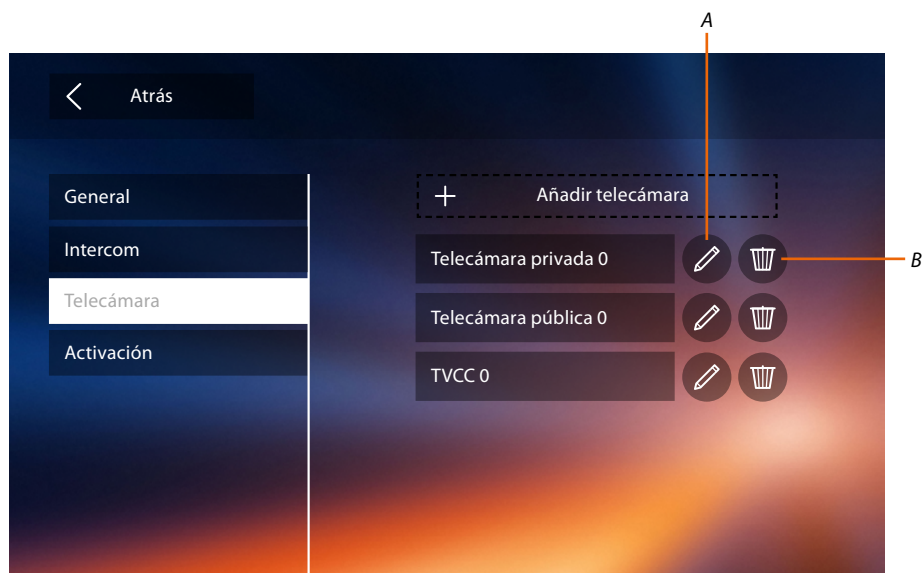 A
Atrás
General
Intercom
Telecámara
Activación
Añadir telecámara
Telecámara privada 0
B
Telecámara pública 0
TVCC 0